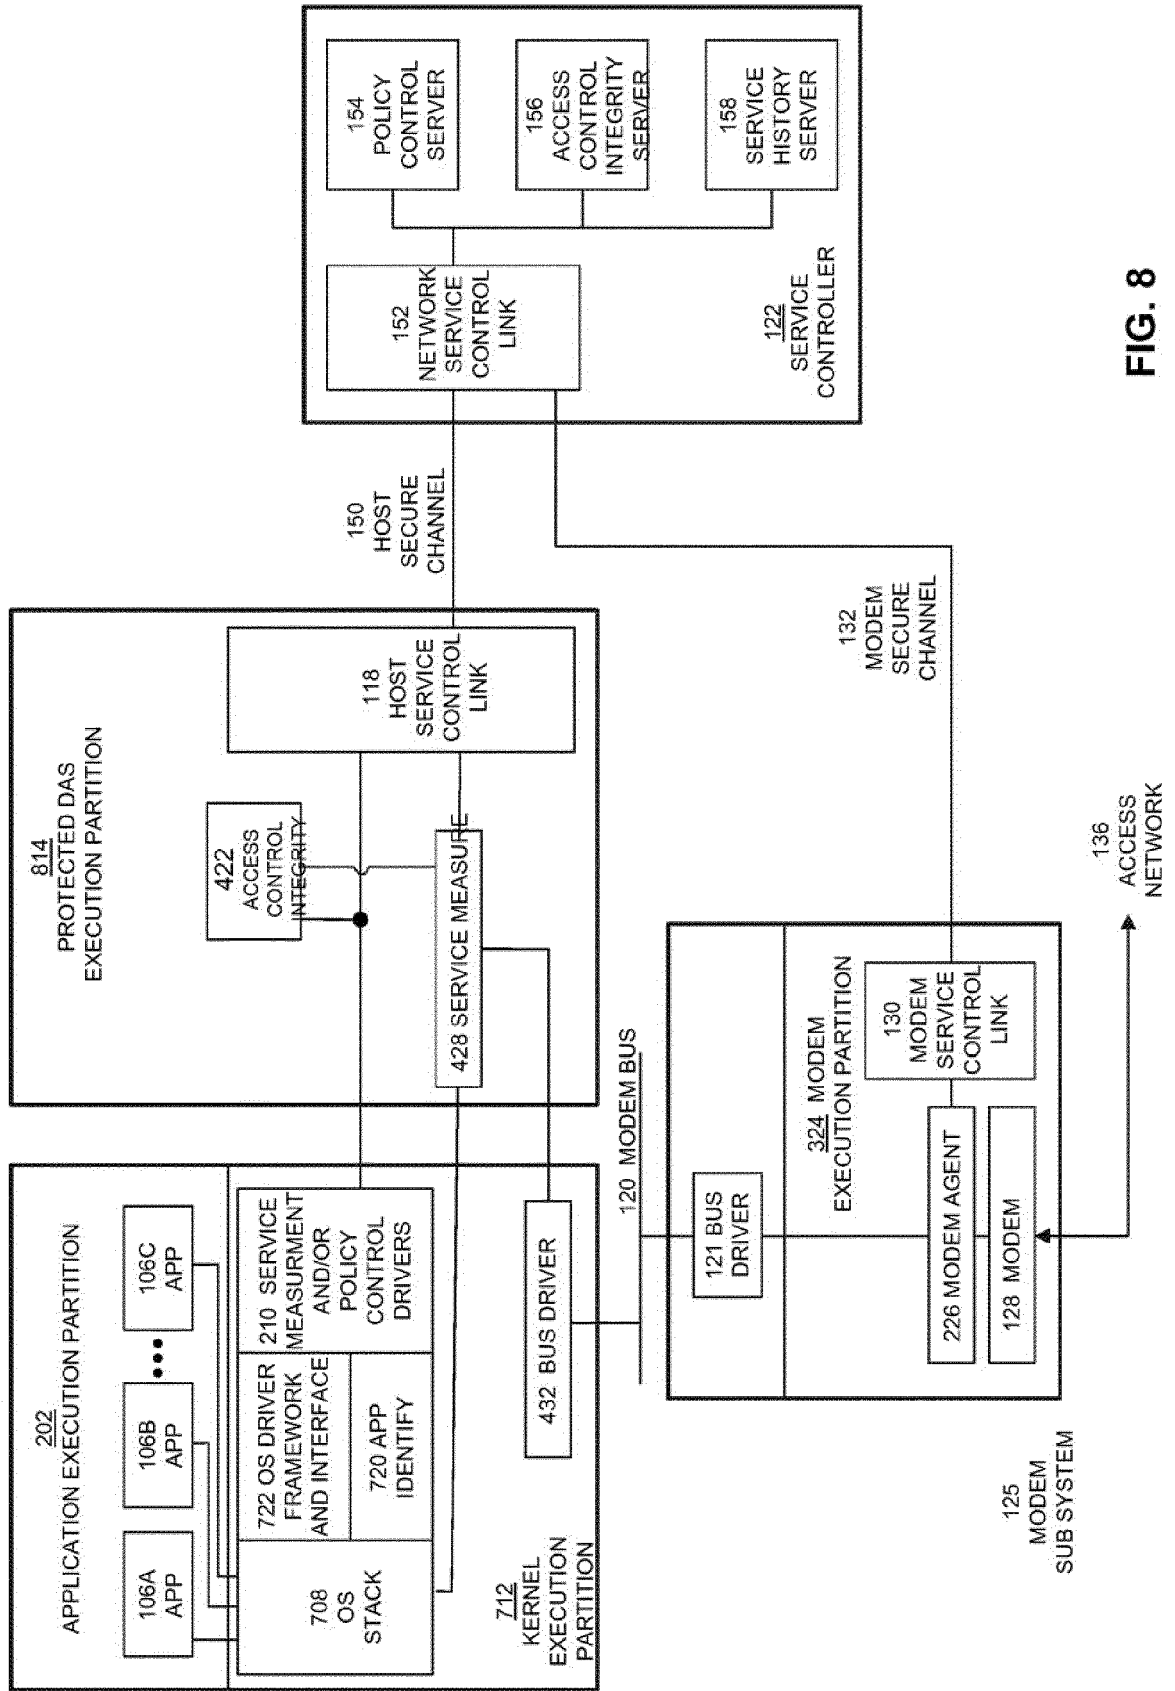 202
APPLICATION EXECUTION PARTITION
106A
APP
106B
APP
106C
APP
708
OS
STACK
722 OS DRIVER
FRAMEWORK
AND INTERFACE
720 APP
IDENTIFY
210 SERVICE
MEASURMENT
AND/OR
POLICY
CONTROL
DRIVERS
712
KERNEL
EXECUTION
PARTITION
432 BUS DRIVER
814
PROTECTED DAS
EXECUTION PARTITION
422
ACCESS
CONTROL
INTEGRITY
428 SERVICE MEASURE
118
HOST
SERVICE
CONTROL
LINK
150
HOST
SECURE
CHANNEL
152
NETWORK
SERVICE
CONTROL
LINK
154
POLICY
CONTROL
SERVER
156
ACCESS
CONTROL
INTEGRITY
SERVER
158
SERVICE
HISTORY
SERVER
122
SERVICE
CONTROLLER
120 MODEM BUS
121 BUS
DRIVER
324 MODEM
EXECUTION PARTITION
226 MODEM AGENT
128 MODEM
130 MODEM
SERVICE
CONTROL
LINK
132
MODEM
SECURE
CHANNEL
125
MODEM
SUB SYSTEM
136
ACCESS
NETWORK
FIG. 8